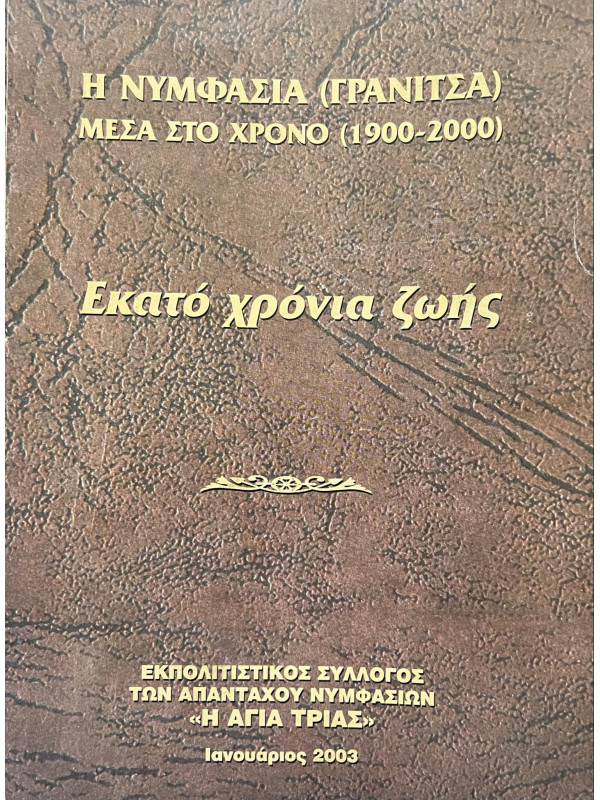 Η ΝΥΜΦΑΣΙΑ (ΓΡΑΝΙΤΣΑ)
ΜΕΣΑ ΣΤΟ ΧΡΟΝΟ (1900-2000)
Εκατό χρόνια ζωής
ΕΚΠΟΛΙΤΙΣΤΙΚΟΣ ΣΥΛΛΟΓΟΣ
ΤΩΝ ΑΠΑΝΤΑΧΟΥ ΝΥΜΦΑΣΙΩΝ
«Η ΑΓΙΑ ΤΡΙΑΣ»
Ιανουάριος 2003